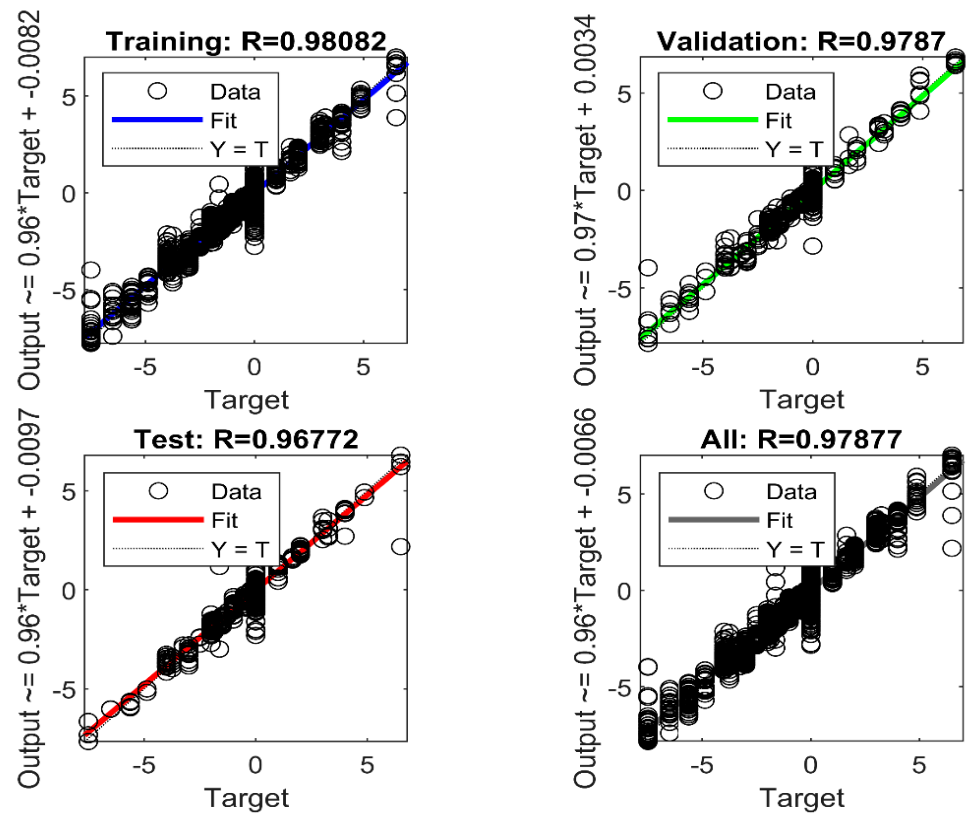 Training: R=0.98082
Output ~= 0.96*Target + -0.0082
Data
Fit
Y = T
5
0
-5
-5
0
5
Target
Validation: R=0.9787
Output ~= 0.97*Target + 0.0034
Data
Fit
Y = T
5
0
-5
-5
0
5
Target
Test: R=0.96772
Output ~= 0.96*Target + -0.0097
Data
Fit
Y = T
5
0
-5
-5
0
5
Target
All: R=0.97877
Output ~= 0.96*Target + -0.0066
Data
Fit
Y = T
5
0
-5
-5
0
5
Target